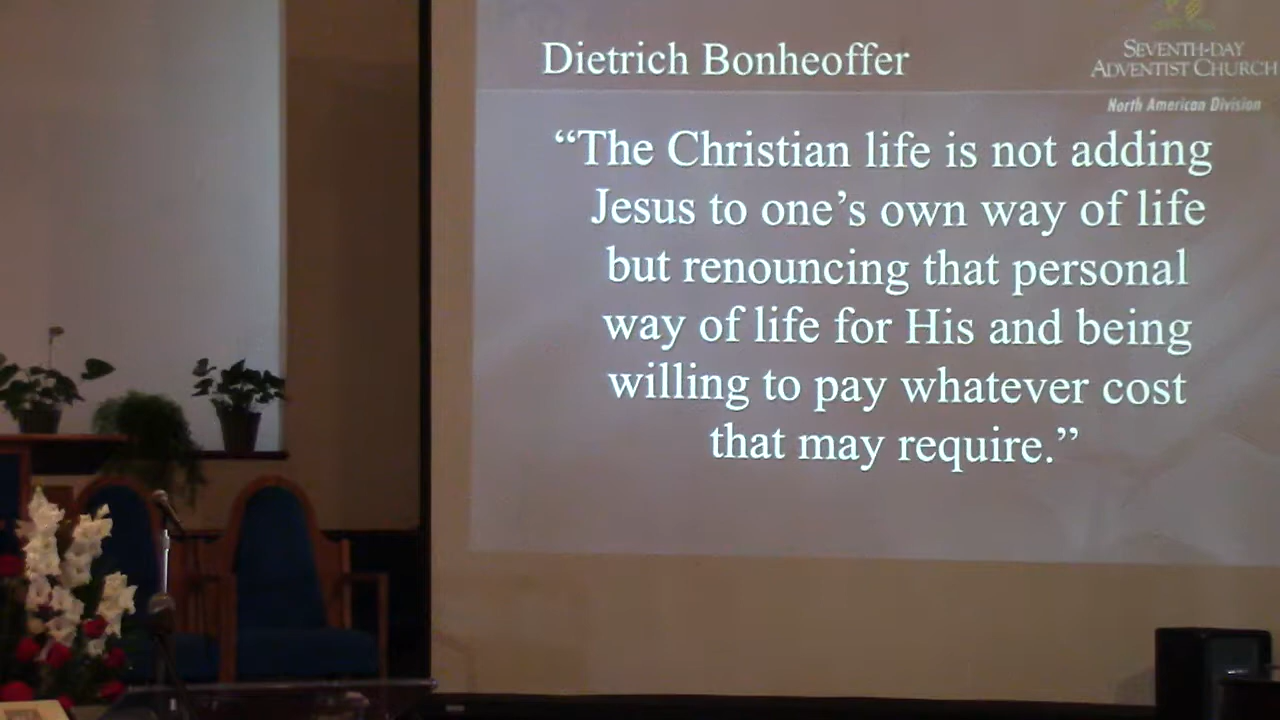 Dietrich Bonheoffer
SEVENTH-DAY
ADVENTIST CHURCH
North American Division
“The Christian life is not adding
Jesus to one’s own way of life
but renouncing that personal
way of life for His and being
willing to pay whatever cost
that may require.”